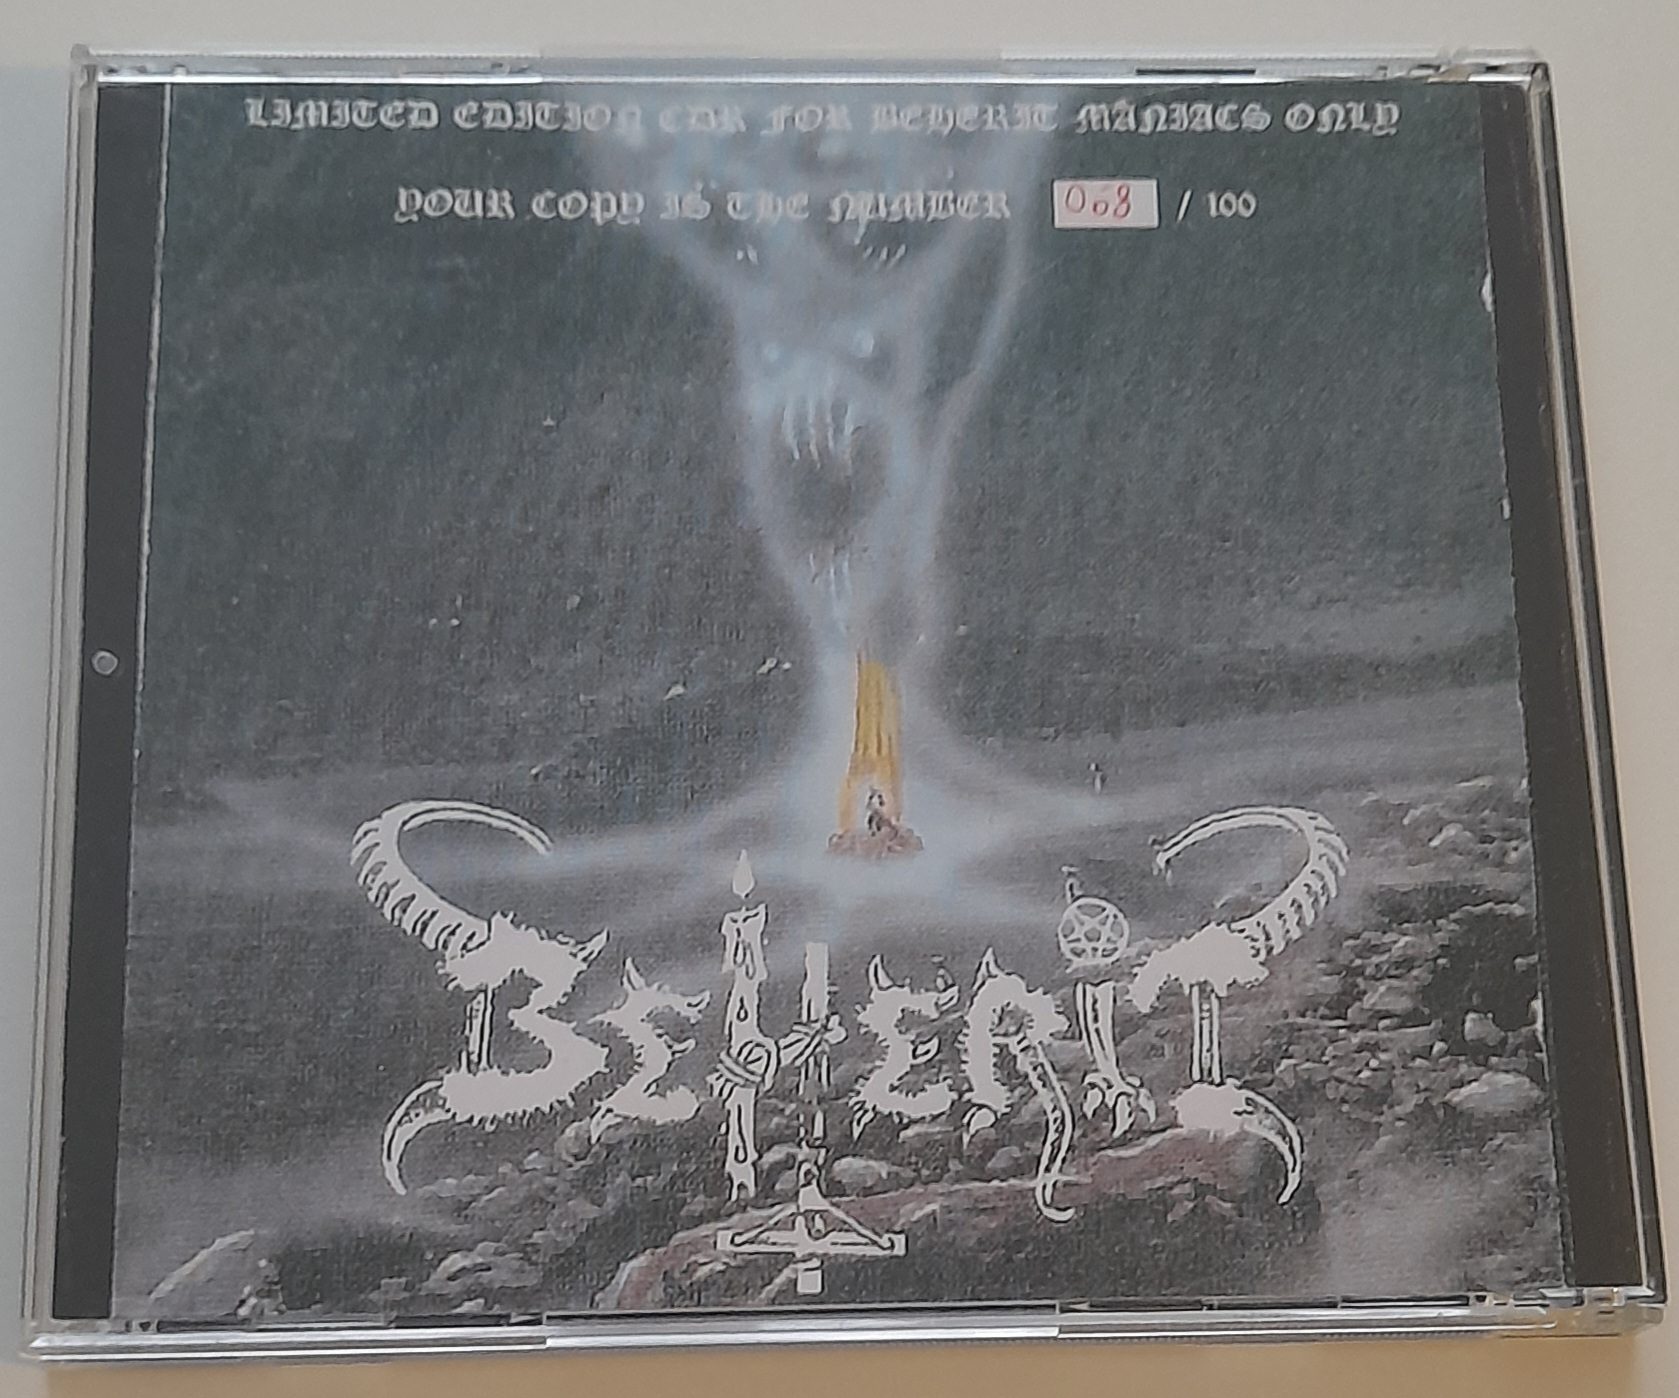 LIMITED EDITION CDR FOR BEHERIT MANIACS ONLY
YOUR COPY IS THE NUMBER 068 / 100
BEHERIT